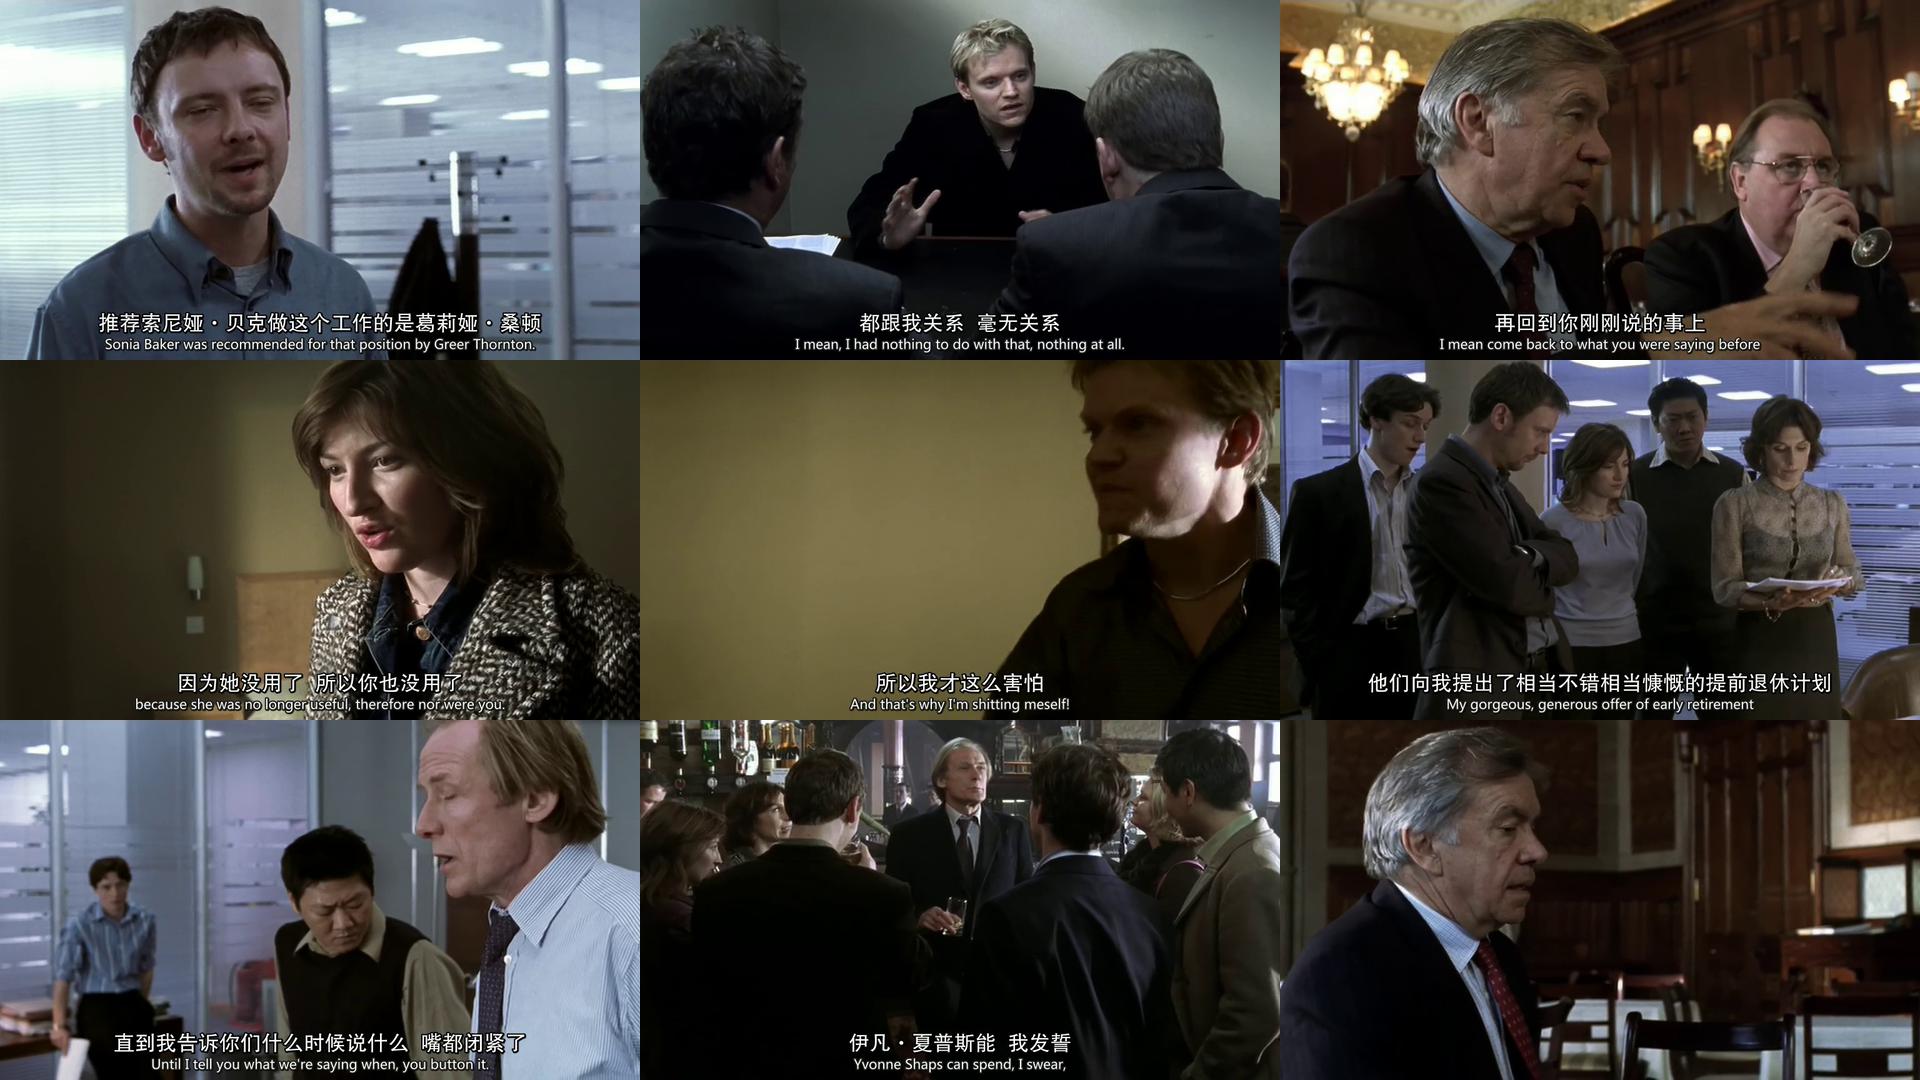 推荐索尼娅·贝克做这个工作的是葛莉娅·桑顿
Sonia Baker was recommended for that position by Greer Thornton.
都跟我关系 毫无关系
I mean, I had nothing to do with that, nothing at all.
再回到你刚刚说的事上
I mean come back to what you were saying before
因为她没用了 所以你也没用了
because she was no longer useful, therefore nor were you.
所以我才这么害怕
And that's why I'm shitting meself!
他们向我提出了相当不错相当慷慨的提前退休计划
My gorgeous, generous offer of early retirement
直到我告诉你们什么时候说什么 嘴都闭紧了
Until I tell you what we're saying when, you button it.
伊凡·夏普斯能 我发誓
Yvonne Shaps can spend, I swear,